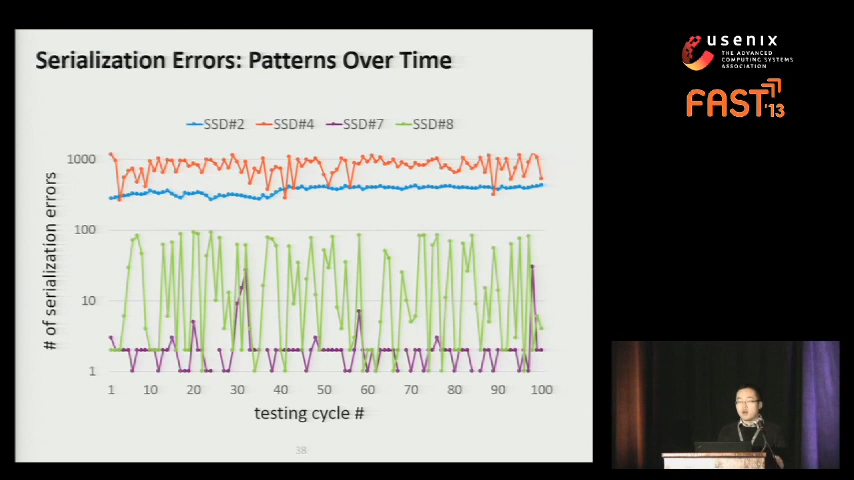 Serialization Errors: Patterns Over Time
SSD#2 SSD#4 SSD#7 SSD#8
# of serialization errors
1000
100
10
1
1 10 20 30 40 50 60 70 80 90 100
testing cycle #
38
usenix
THE ADVANCED
COMPUTING SYSTEMS
ASSOCIATION
FAST '13